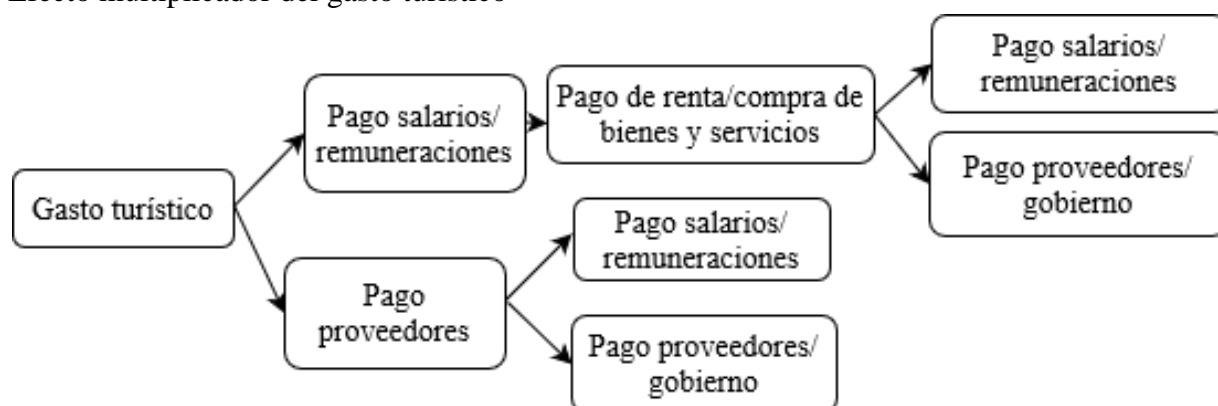 Efecto multiplicador del gasto turístico
Gasto turístico
Pago salarios/
remuneraciones
Pago de renta/compra de
bienes y servicios
Pago salarios/
remuneraciones
Pago proveedores/
gobierno
Pago
proveedores
Pago salarios/
remuneraciones
Pago proveedores/
gobierno